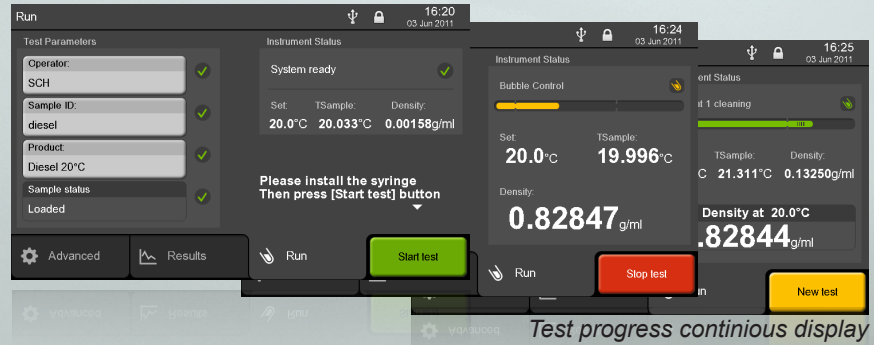 Run
16:20
03 Jun 2011
Test Parameters
Operator:
SCH
Sample ID:
diesel
Product:
Diesel 20°C
Sample status
Loaded
Instrument Status
System ready
Set: TSample: Density:
20.0°C 20.033°C 0.00158g/ml
Please install the syringe
Then press [Start test] button
Advanced
Results
Run
Start test
16:24
03 Jun 2011
Instrument Status
Bubble Control
Set: TSample:
20.0°C 19.996°C
Density:
0.82847g/ml
Run
Stop test
16:25
03 Jun 2011
Status
1 cleaning
TSample: Density:
C 21.311°C 0.13250g/ml
Density at 20.0°C
.82844g/ml
New test
Test progress continious display